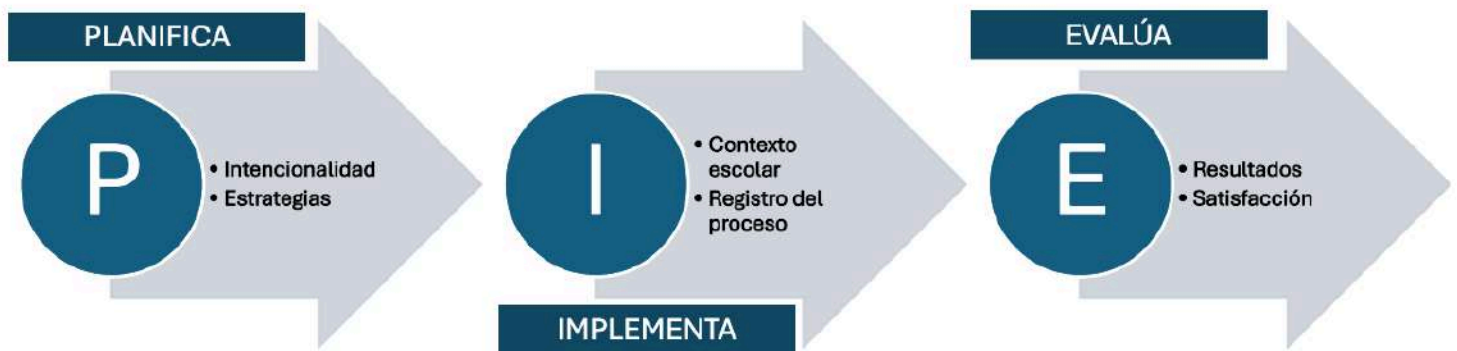 PLANIFICA
P
• Intencionalidad
• Estrategias
I
• Contexto
escolar
• Registro del
proceso
IMPLEMENTA
EVALÚA
E
• Resultados
• Satisfacción